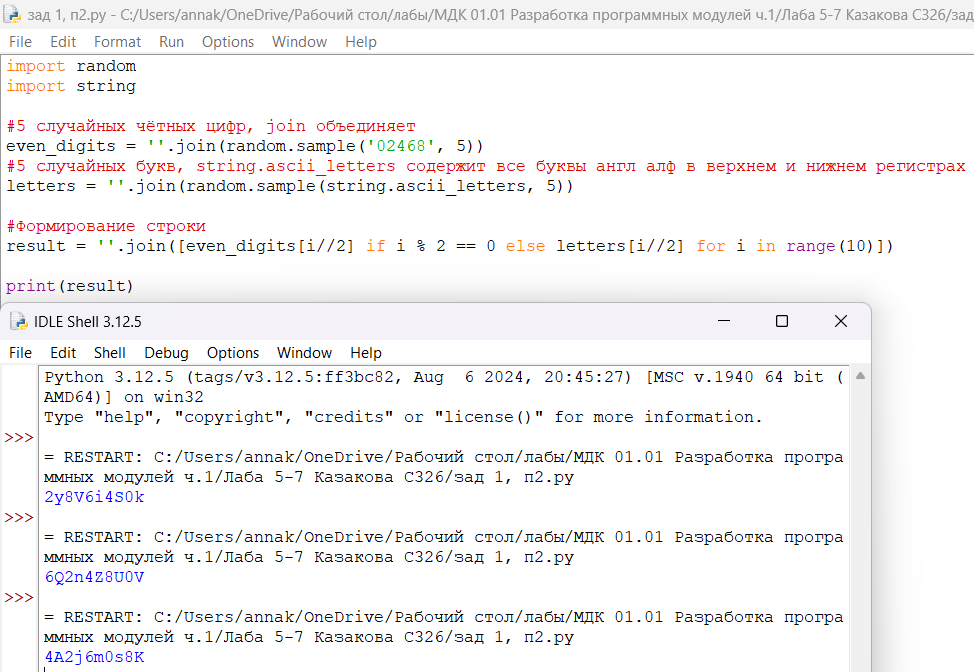 зад 1, п2.py - C:/Users/annak/OneDrive/Рабочий стол/лабы/МДК 01.01 Разработка программных модулей ч.1/Лаба 5-7 Казакова С326/зад
File Edit Format Run Options Window Help
import random
import string
#5 случайных чётных цифр, join объединяет
even_digits = ''.join(random.sample('02468', 5))
#5 случайных букв, string.ascii_letters содержит все буквы англ алф в верхнем и нижнем регистрах
letters = ''.join(random.sample(string.ascii_letters, 5))
#Формирование строки
result = ''.join([even_digits[i//2] if i % 2 == 0 else letters[i//2] for i in range(10)])
print(result)
IDLE Shell 3.12.5
File Edit Shell Debug Options Window Help
Python 3.12.5 (tags/v3.12.5:ff3bc82, Aug  6 2024, 20:45:27) [MSC v.1940 64 bit (
AMD64)] on win32
Type "help", "copyright", "credits" or "license()" for more information.
>>>
= RESTART: C:/Users/annak/OneDrive/Рабочий стол/лабы/МДК 01.01 Разработка програ
ммных модулей ч.1/Лаба 5-7 Казакова С326/зад 1, п2.py
2y8V6i4S0k
>>>
= RESTART: C:/Users/annak/OneDrive/Рабочий стол/лабы/МДК 01.01 Разработка програ
ммных модулей ч.1/Лаба 5-7 Казакова С326/зад 1, п2.py
6Q2n4Z8U0V
>>>
= RESTART: C:/Users/annak/OneDrive/Рабочий стол/лабы/МДК 01.01 Разработка програ
ммных модулей ч.1/Лаба 5-7 Казакова С326/зад 1, п2.py
4A2j6m0s8K